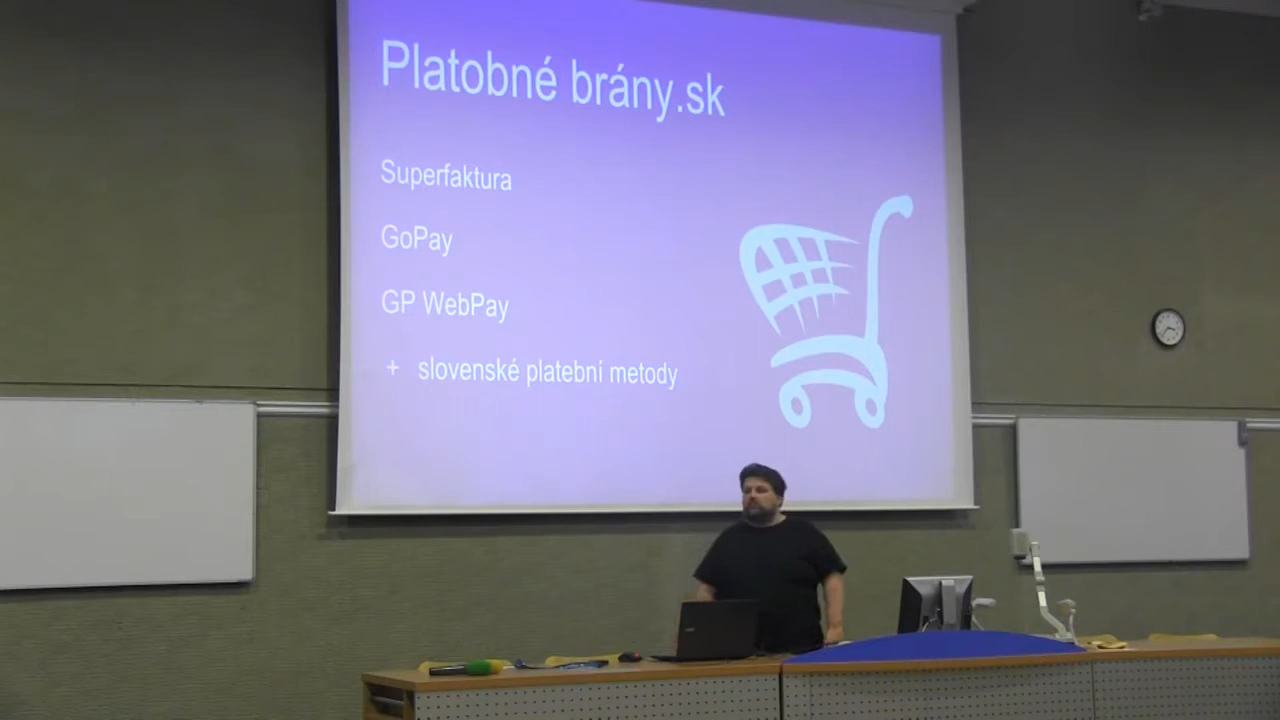 Platobné brány.sk
Superfaktura
GoPay
GP WebPay
+ slovenské platební metody